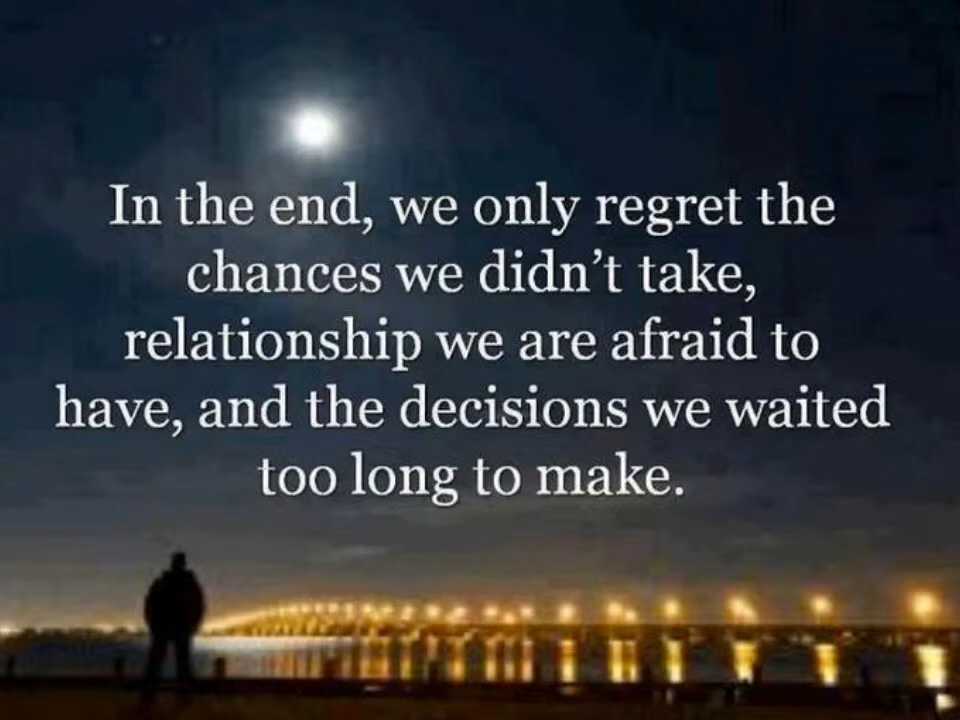 In the end, we only regret the
chances we didn’t take,
relationship we are afraid to
have, and the decisions we waited
too long to make.